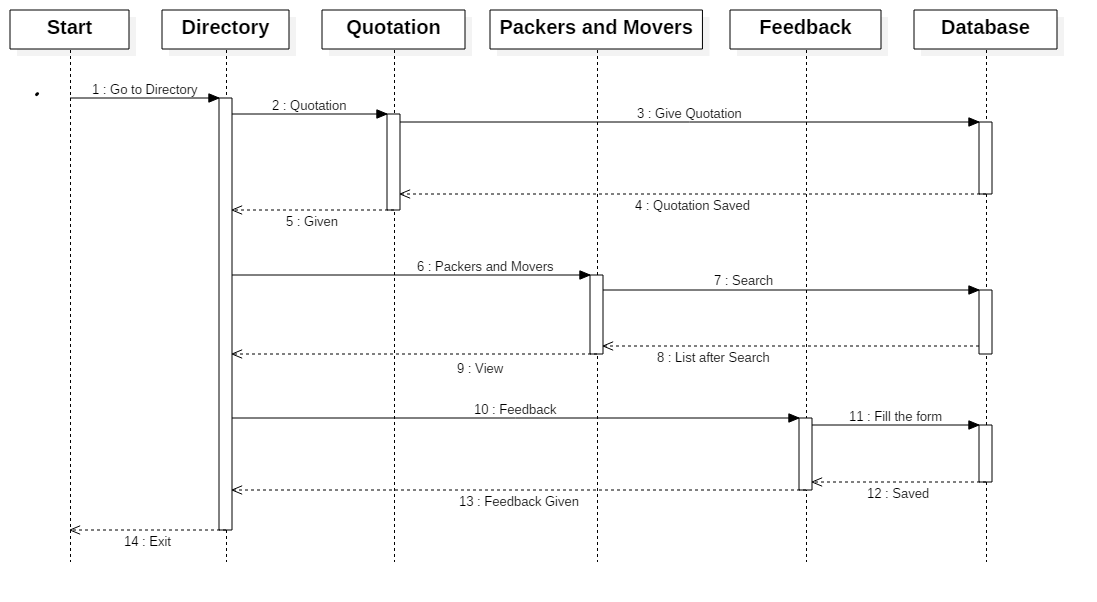 Start
Directory
Quotation
Packers and Movers
Feedback
Database
1 : Go to Directory
2 : Quotation
3 : Give Quotation
4 : Quotation Saved
5 : Given
6 : Packers and Movers
7 : Search
8 : List after Search
9 : View
10 : Feedback
11 : Fill the form
12 : Saved
13 : Feedback Given
14 : Exit